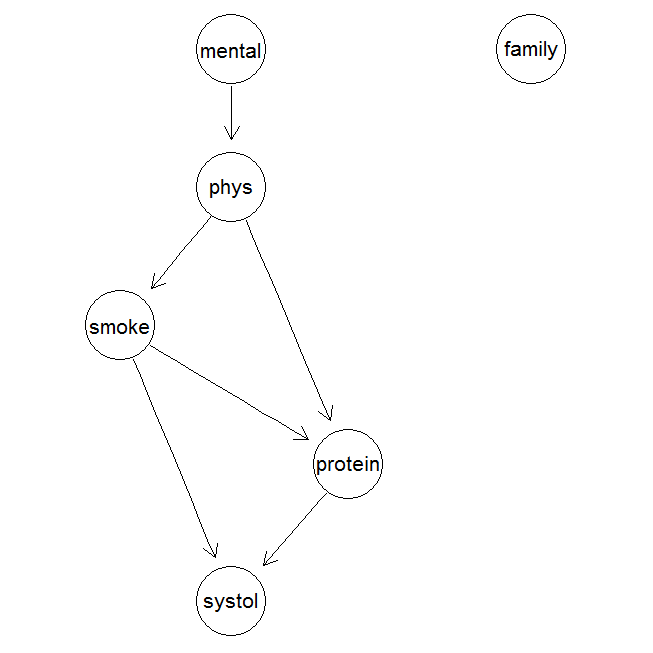 mental
family
phys
smoke
protein
systol